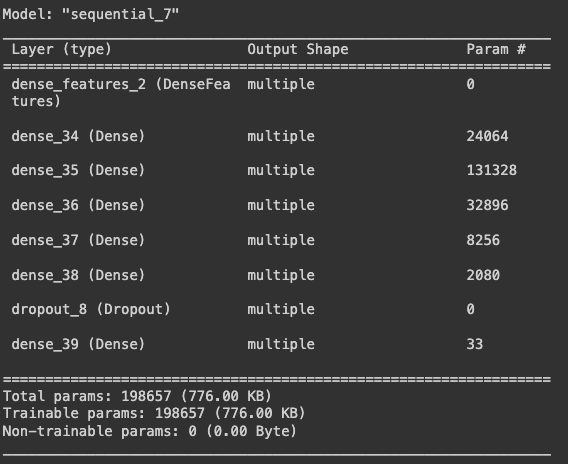 Model: "sequential_7"
_________________________________________________________________
Layer (type) Output Shape Param #
=================================================================
dense_features_2 (DenseFea multiple 0
tures)
dense_34 (Dense) multiple 24064
dense_35 (Dense) multiple 131328
dense_36 (Dense) multiple 32896
dense_37 (Dense) multiple 8256
dense_38 (Dense) multiple 2080
dropout_8 (Dropout) multiple 0
dense_39 (Dense) multiple 33
=================================================================
Total params: 198657 (776.00 KB)
Trainable params: 198657 (776.00 KB)
Non-trainable params: 0 (0.00 Byte)
_________________________________________________________________